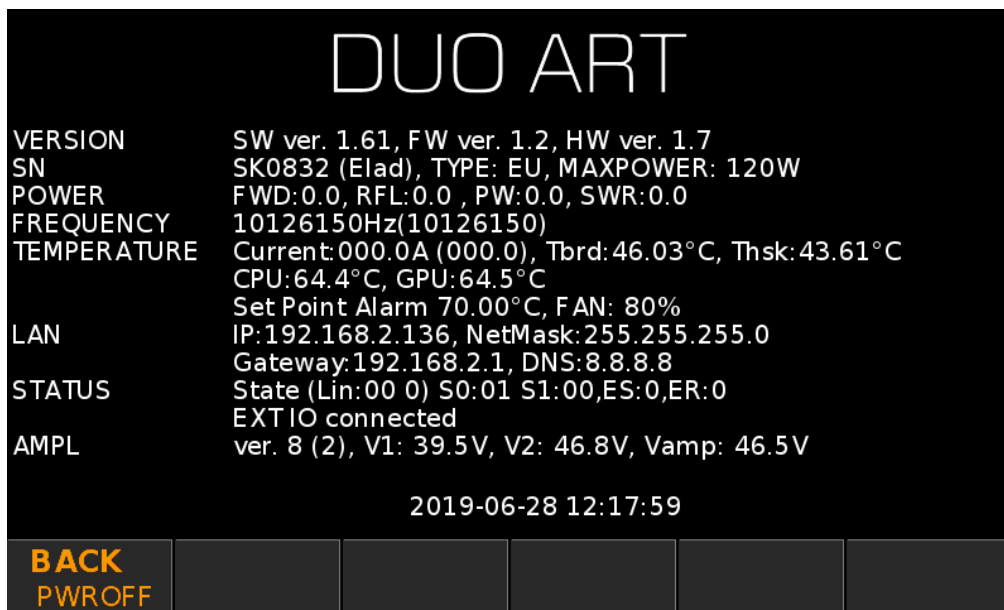 DUO ART
VERSION SW ver. 1.61, FW ver. 1.2, HW ver. 1.7
SN SK0832 (Elad), TYPE: EU, MAXPOWER: 120W
POWER FWD:0.0, RFL:0.0 , PW:0.0, SWR:0.0
FREQUENCY 10126150Hz(10126150)
TEMPERATURE Current:000.0A (000.0), Tbrd:46.03°C, Thsk:43.61°C
CPU:64.4°C, GPU:64.5°C
Set Point Alarm 70.00°C, FAN: 80%
LAN IP:192.168.2.136, NetMask:255.255.255.0
Gateway:192.168.2.1, DNS:8.8.8.8
STATUS State (Lin:00 0) S0:01 S1:00,ES:0,ER:0
EXT IO connected
AMPL ver. 8 (2), V1: 39.5V, V2: 46.8V, Vamp: 46.5V
2019-06-28 12:17:59
BACK
PWROFF